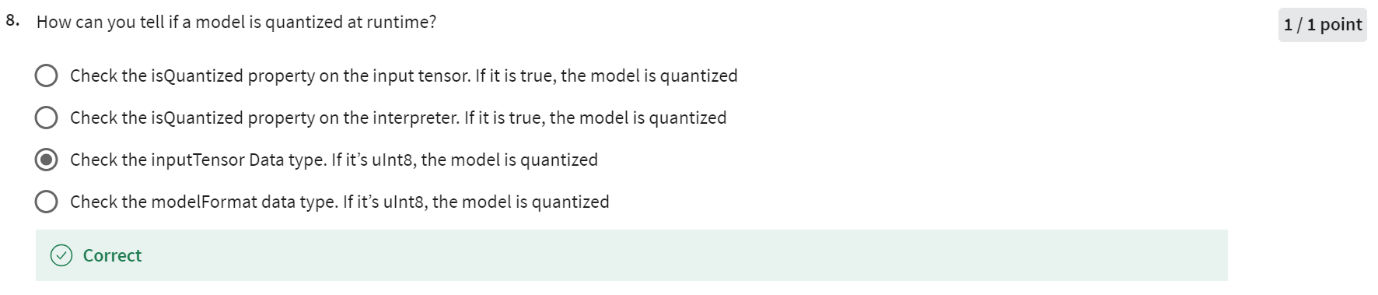 8. How can you tell if a model is quantized at runtime?
1 / 1 point
Check the isQuantized property on the input tensor. If it is true, the model is quantized
Check the isQuantized property on the interpreter. If it is true, the model is quantized
Check the inputTensor Data type. If it’s uInt8, the model is quantized
Check the modelFormat data type. If it’s uInt8, the model is quantized
Correct